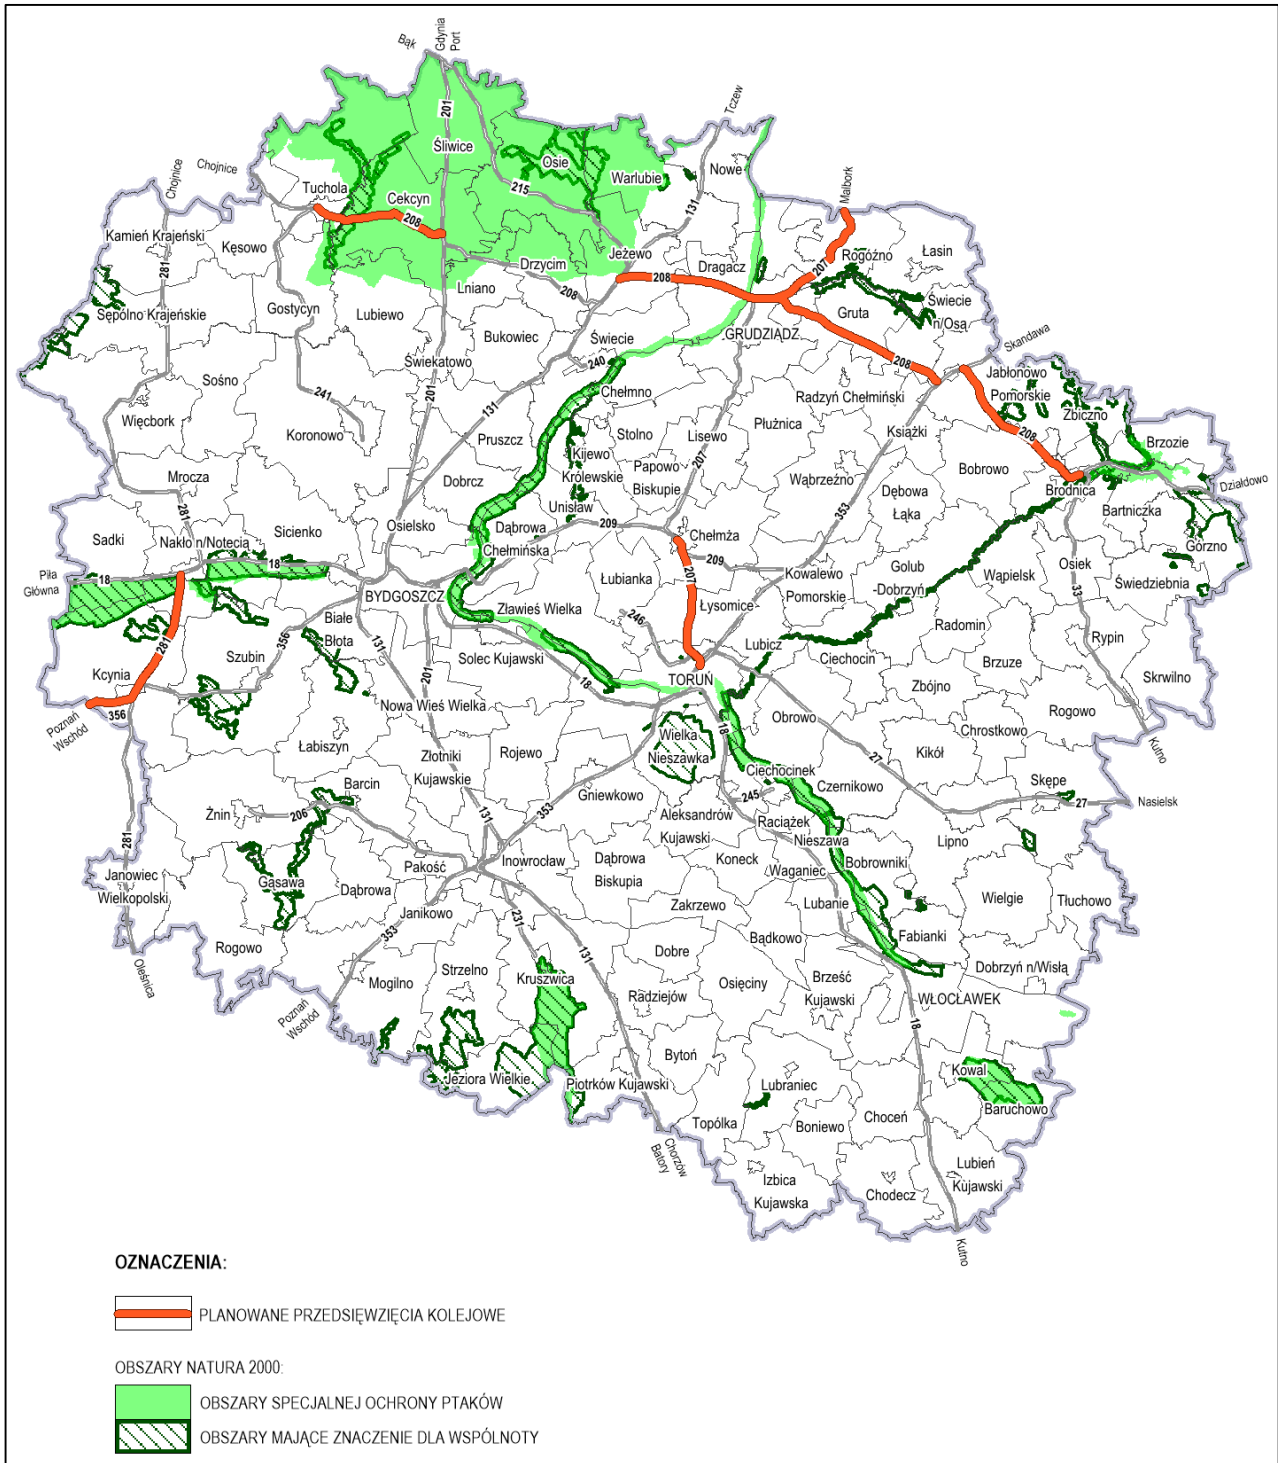 Bąk
Gdynia
Port
Tczew
Malbork
Chojnice
Chojnice
201
Śliwice
Osie
Warlubie
Nowe
Tuchola
Cekcyn
215
131
208
Kamień Krajeński
Kęsowo
281
Jeżewo
Drzycim
Dragacz
208
207
Rogóźno
Łasin
Lniano
208
Gostycyn
Lubiewo
Sępólno Krajeńskie
Bukowiec
Świecie
GRUDZIĄDZ
Gruta
Świecie
n/Osą
Skandawa
240
208
Świekatowo
Sośno
201
Chełmno
Jabłonowo
Pomorskie
Zbiczno
241
131
Radzyń Chełmiński
Więcbork
Koronowo
Pruszcz
Stolno
Lisewo
Płużnica
Książki
208
Brzozie
Kijewo
Królewskie
207
Papowo
Biskupie
Mrocza
Dobrcz
Wąbrzeźno
Bobrowo
Dębowa
Łąka
Brodnica
Działdowo
281
Unisław
Bartniczka
Sadki
Nakło n/Notecią
Sicienko
Osielsko
Dąbrowa
Chełmińska
209
353
Chełmża
Górzno
Piła
Główna
18
18
209
Kowalewo
Pomorskie
Golub
-Dobrzyń
Wąpielsk
Osiek
Świedziebnia
BYDGOSZCZ
Łubianka
207
Łysomice
33
Białe
Błota
Zławieś Wielka
246
Radomin
Rypin
356
131
Szubin
281
Kcynia
201
Solec Kujawski
18
TORUŃ
Lubicz
Ciechocin
Brzuze
Skrwilno
Zbójno
Poznań
Wschód
356
Nowa Wieś Wielka
Obrowo
Rogowo
Chrostkowo
Łabiszyn
Złotniki
Kujawskie
Rojewo
Wielka
Nieszawka
18
27
Kikół
Kutno
Barcin
Gniewkowo
Ciechocinek
Czernikowo
Skępe
27
Nasielsk
Żnin
206
245
281
131
353
Aleksandrów
Kujawski
Raciążek
Nieszawa
Lipno
Janowiec
Wielkopolski
Gąsawa
Dąbrowa
Pakość
Inowrocław
Dąbrowa
Biskupia
Koneck
Waganiec
Bobrowniki
Wielgie
Tłuchowo
Janikowo
Zakrzewo
Lubanie
Rogowo
Oleśnica
353
231
131
Bądkowo
Fabianki
Dobre
Mogilno
Strzelno
Kruszwica
Osięciny
Brześć
Kujawski
Dobrzyń n/Wisłą
WŁOCŁAWEK
Poznań
Wschód
Radziejów
18
Bytoń
Jeziora Wielkie
Piotrków Kujawski
Lubraniec
Kowal
Baruchowo
Topólka
Boniewo
Choceń
Chorzów
Batory
Izbica
Kujawska
Chodecz
Lubień
Kujawski
Kutno
OZNACZENIA:
PLANOWANE PRZEDSIĘWZIĘCIA KOLEJOWE
OBSZARY NATURA 2000:
OBSZARY SPECJALNEJ OCHRONY PTAKÓW
OBSZARY MAJĄCE ZNACZENIE DLA WSPÓLNOTY